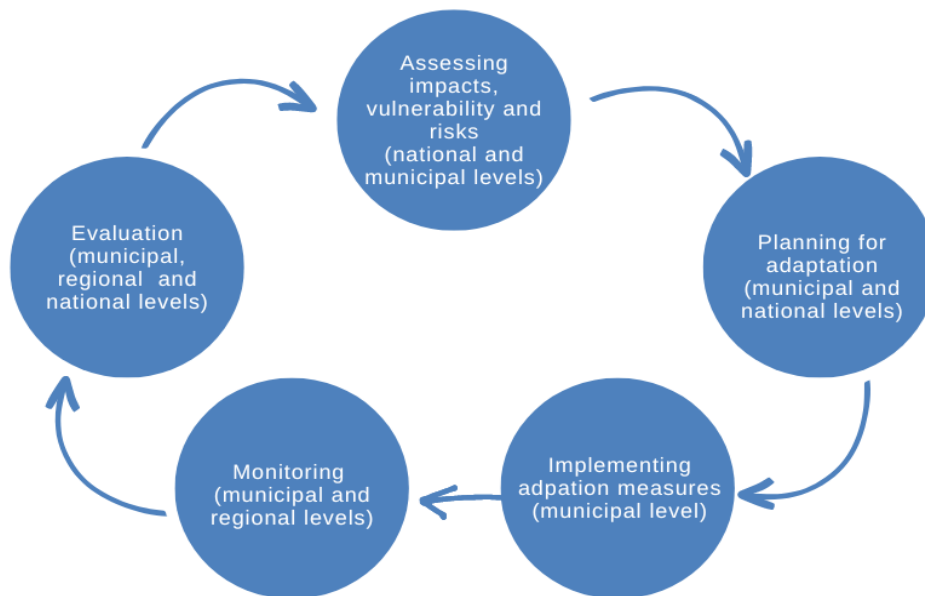 Assessing
impacts,
vulnerability and
risks
(national and
municipal levels)
Planning for
adaptation
(municipal and
national levels)
Implementing
adpation measures
(municipal level)
Monitoring
(municipal and
regional levels)
Evaluation
(municipal,
regional  and
national levels)